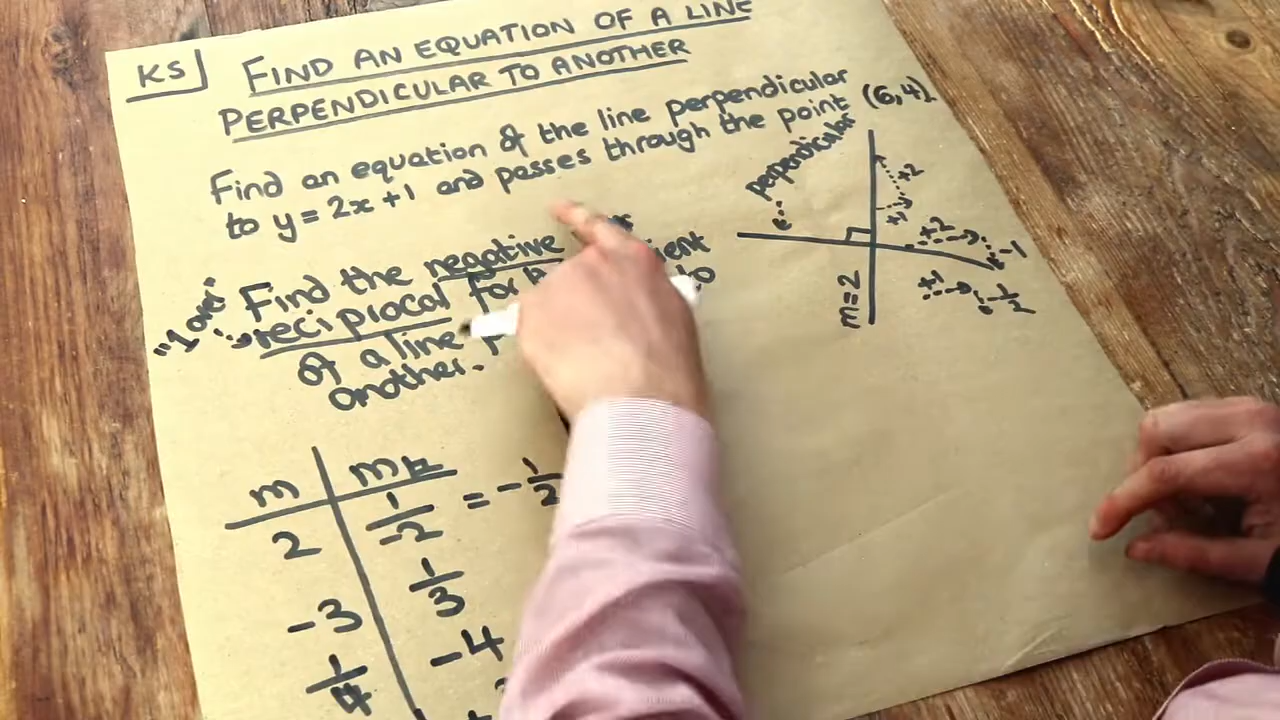 KS
FIND AN EQUATION OF A LINE
PERPENDICULAR TO ANOTHER
Find an equation of the line perpendicular
to y = 2x + 1 and passes through the point (6,4).
Find the negative
"1 over" reciprocal for
of a line
another.
perpendicular
+2
+1
+2
-1
+1
-1/2
m=2
m
2 1/-2 = -1/2
-3 1/3
1/4 -4